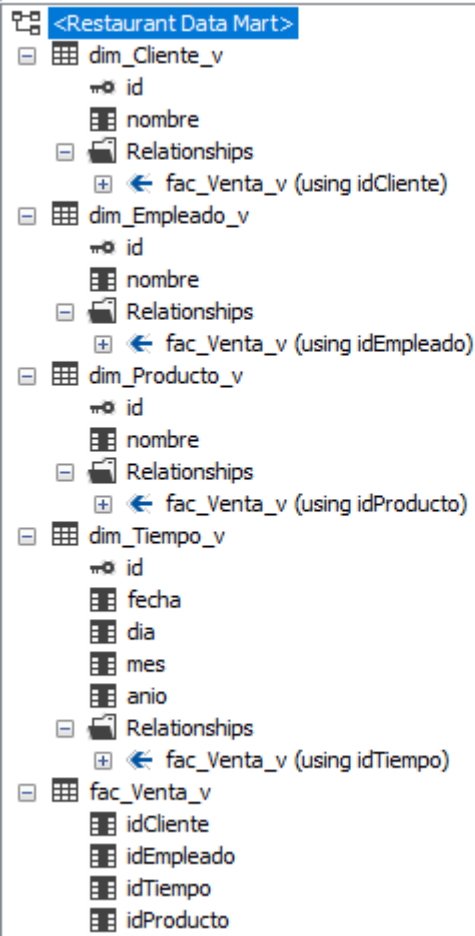 <Restaurant Data Mart>
dim_Cliente_v
id
nombre
Relationships
fac_Venta_v (using idCliente)
dim_Empleado_v
id
nombre
Relationships
fac_Venta_v (using idEmpleado)
dim_Producto_v
id
nombre
Relationships
fac_Venta_v (using idProducto)
dim_Tiempo_v
id
fecha
dia
mes
anio
Relationships
fac_Venta_v (using idTiempo)
fac_Venta_v
idCliente
idEmpleado
idTiempo
idProducto